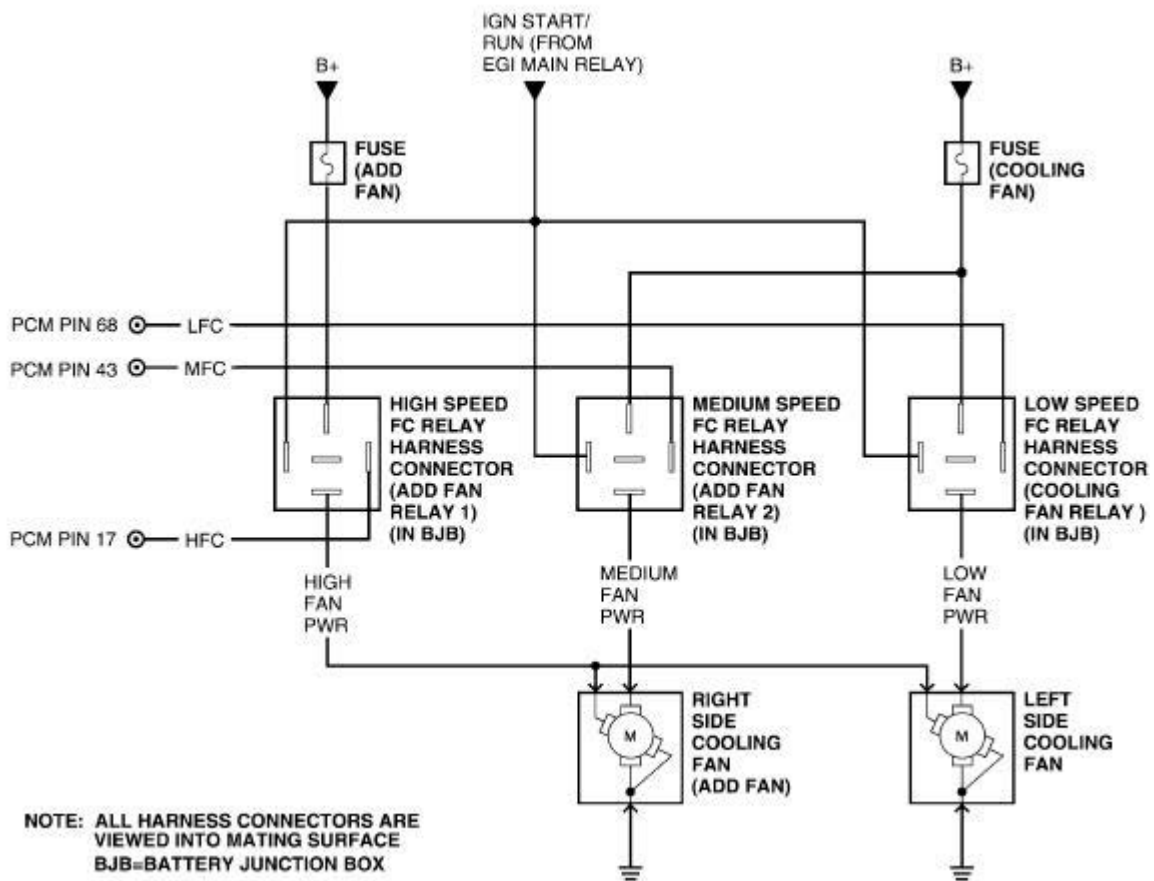 IGN START/
RUN (FROM
EGI MAIN RELAY)
B+
B+
FUSE
(ADD
FAN)
FUSE
(COOLING
FAN)
PCM PIN 68
LFC
PCM PIN 43
MFC
HIGH SPEED
FC RELAY
HARNESS
CONNECTOR
(ADD FAN
RELAY 1)
(IN BJB)
MEDIUM SPEED
FC RELAY
HARNESS
CONNECTOR
(ADD FAN
RELAY 2)
(IN BJB)
LOW SPEED
FC RELAY
HARNESS
CONNECTOR
(COOLING
FAN RELAY )
(IN BJB)
PCM PIN 17
HFC
HIGH
FAN
PWR
MEDIUM
FAN
PWR
LOW
FAN
PWR
M
RIGHT
SIDE
COOLING
FAN
(ADD FAN)
M
LEFT
SIDE
COOLING
FAN
NOTE: ALL HARNESS CONNECTORS ARE
VIEWED INTO MATING SURFACE
BJB=BATTERY JUNCTION BOX